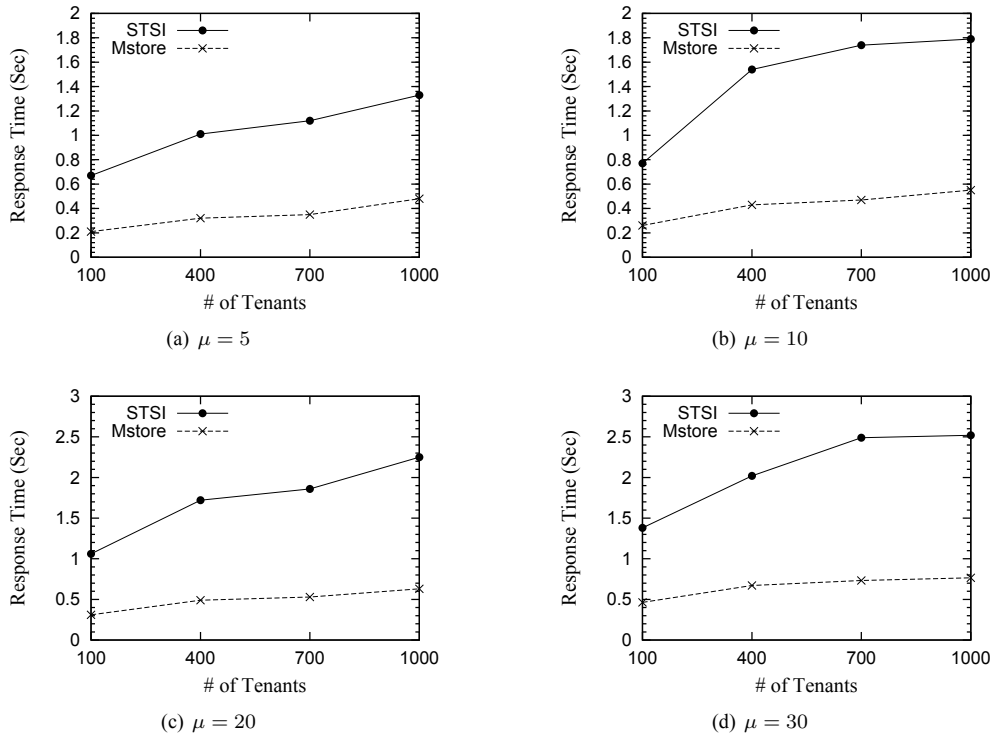 2
1.8
1.6
1.4
1.2
1
0.8
0.6
0.4
0.2
0
STSI
Mstore
Response Time (Sec)
100 400 700 1000
# of Tenants
(a) μ = 5
2
1.8
1.6
1.4
1.2
1
0.8
0.6
0.4
0.2
0
STSI
Mstore
Response Time (Sec)
100 400 700 1000
# of Tenants
(b) μ = 10
3
2.5
2
1.5
1
0.5
0
STSI
Mstore
Response Time (Sec)
100 400 700 1000
# of Tenants
(c) μ = 20
3
2.5
2
1.5
1
0.5
0
STSI
Mstore
Response Time (Sec)
100 400 700 1000
# of Tenants
(d) μ = 30